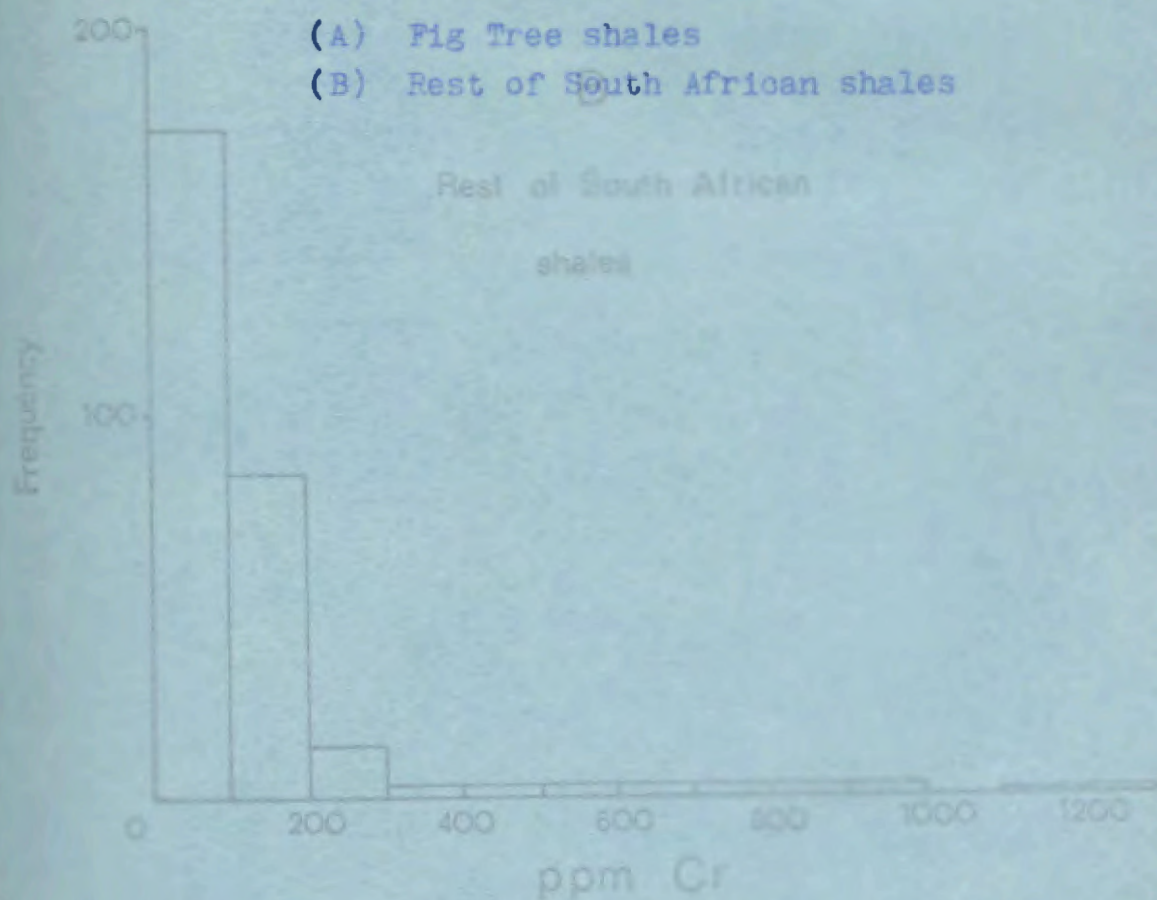 200
(A) Fig Tree shales
(B) Rest of South African shales
Rest of South African
shales
Frequency
100
0 200 400 600 800 1000 1200
ppm Cr